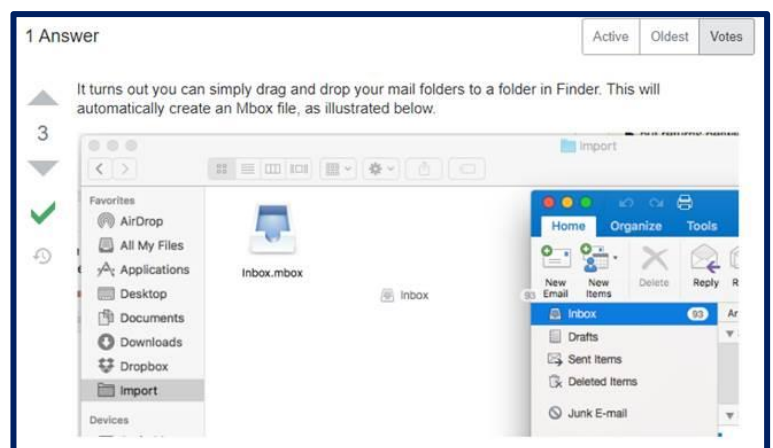 1 Answer
Active Oldest Votes
It turns out you can simply drag and drop your mail folders to a folder in Finder. This will
automatically create an Mbox file, as illustrated below.
3
Import
Favorites
AirDrop
All My Files
Applications
Desktop
Documents
Downloads
Dropbox
Import
Devices
Inbox.mbox
Inbox
93
Home Organize Tools
New Email
New Items
Delete
Reply
Inbox 93
Drafts
Sent Items
Deleted Items
Junk E-mail